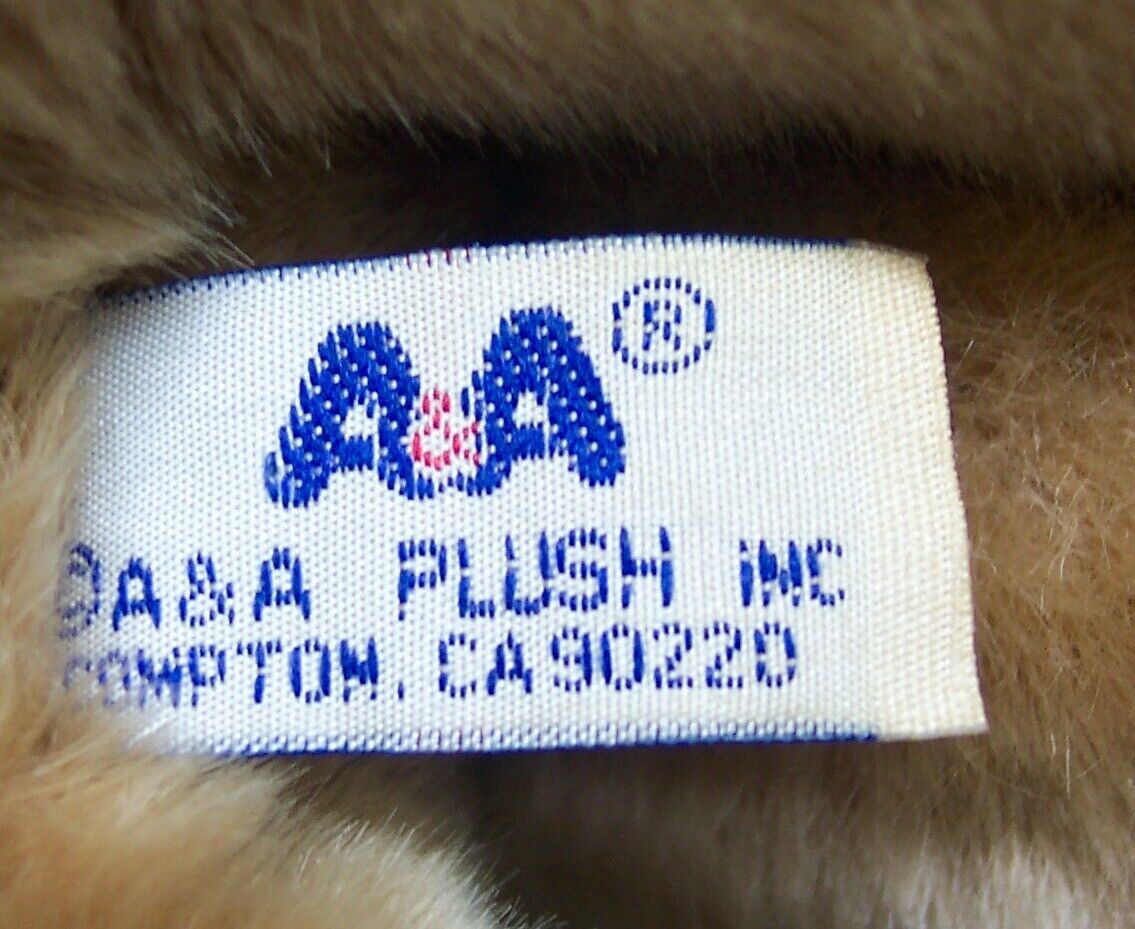 A&A ®
©A&A PLUSH iNC
COMPTON, CA 90220